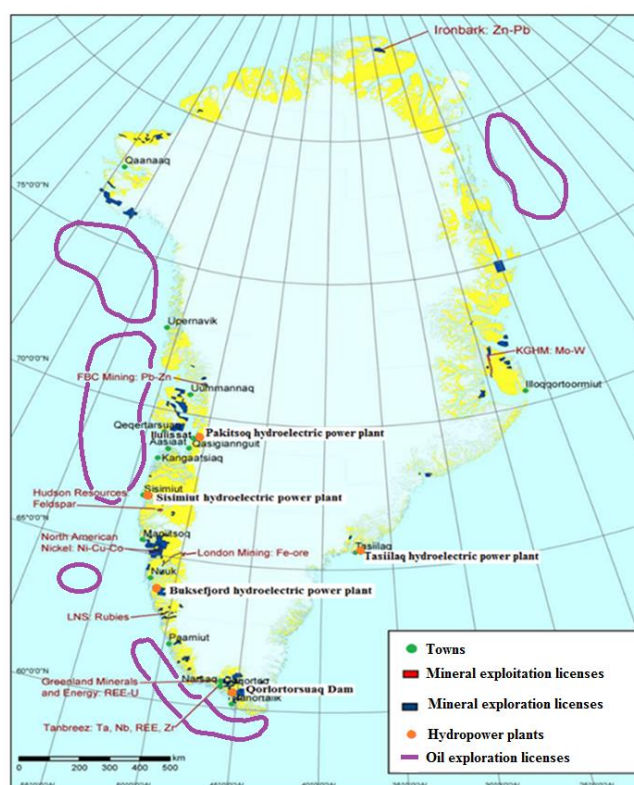 Ironbark: Zn-Pb
Qaanaaq
75°0'0"N
Upernavik
KGHM: Mo-W
70°0'0"N
FBC Mining: Pb-Zn
Uummannaq
Illoqqortoormiut
Qeqertarsuaq
Ilulissat
Pakitsoq hydroelectric power plant
Aasiaat
Qasigiannguit
Kangaatsiaq
Sisimiut
Hudson Resources
Feldspar
Sisimiut hydroelectric power plant
65°0'0"N
North American
Nickel: Ni-Cu-Co
Maniitsoq
London Mining: Fe-ore
Tasiilaq
Tasiilaq hydroelectric power plant
Nuuk
Buksefjord hydroelectric power plant
LNS: Rubies
Paamiut
60°0'0"N
Greenland Minerals
and Energy: REE-U
Narsaq
Qaqortoq
Qorlortorsuaq Dam
Nanortalik
Tanbreez: Ta, Nb, REE, Zr
Towns
Mineral exploitation licenses
Mineral exploration licenses
Hydropower plants
Oil exploration licenses
0 100 200 300 400 500
km